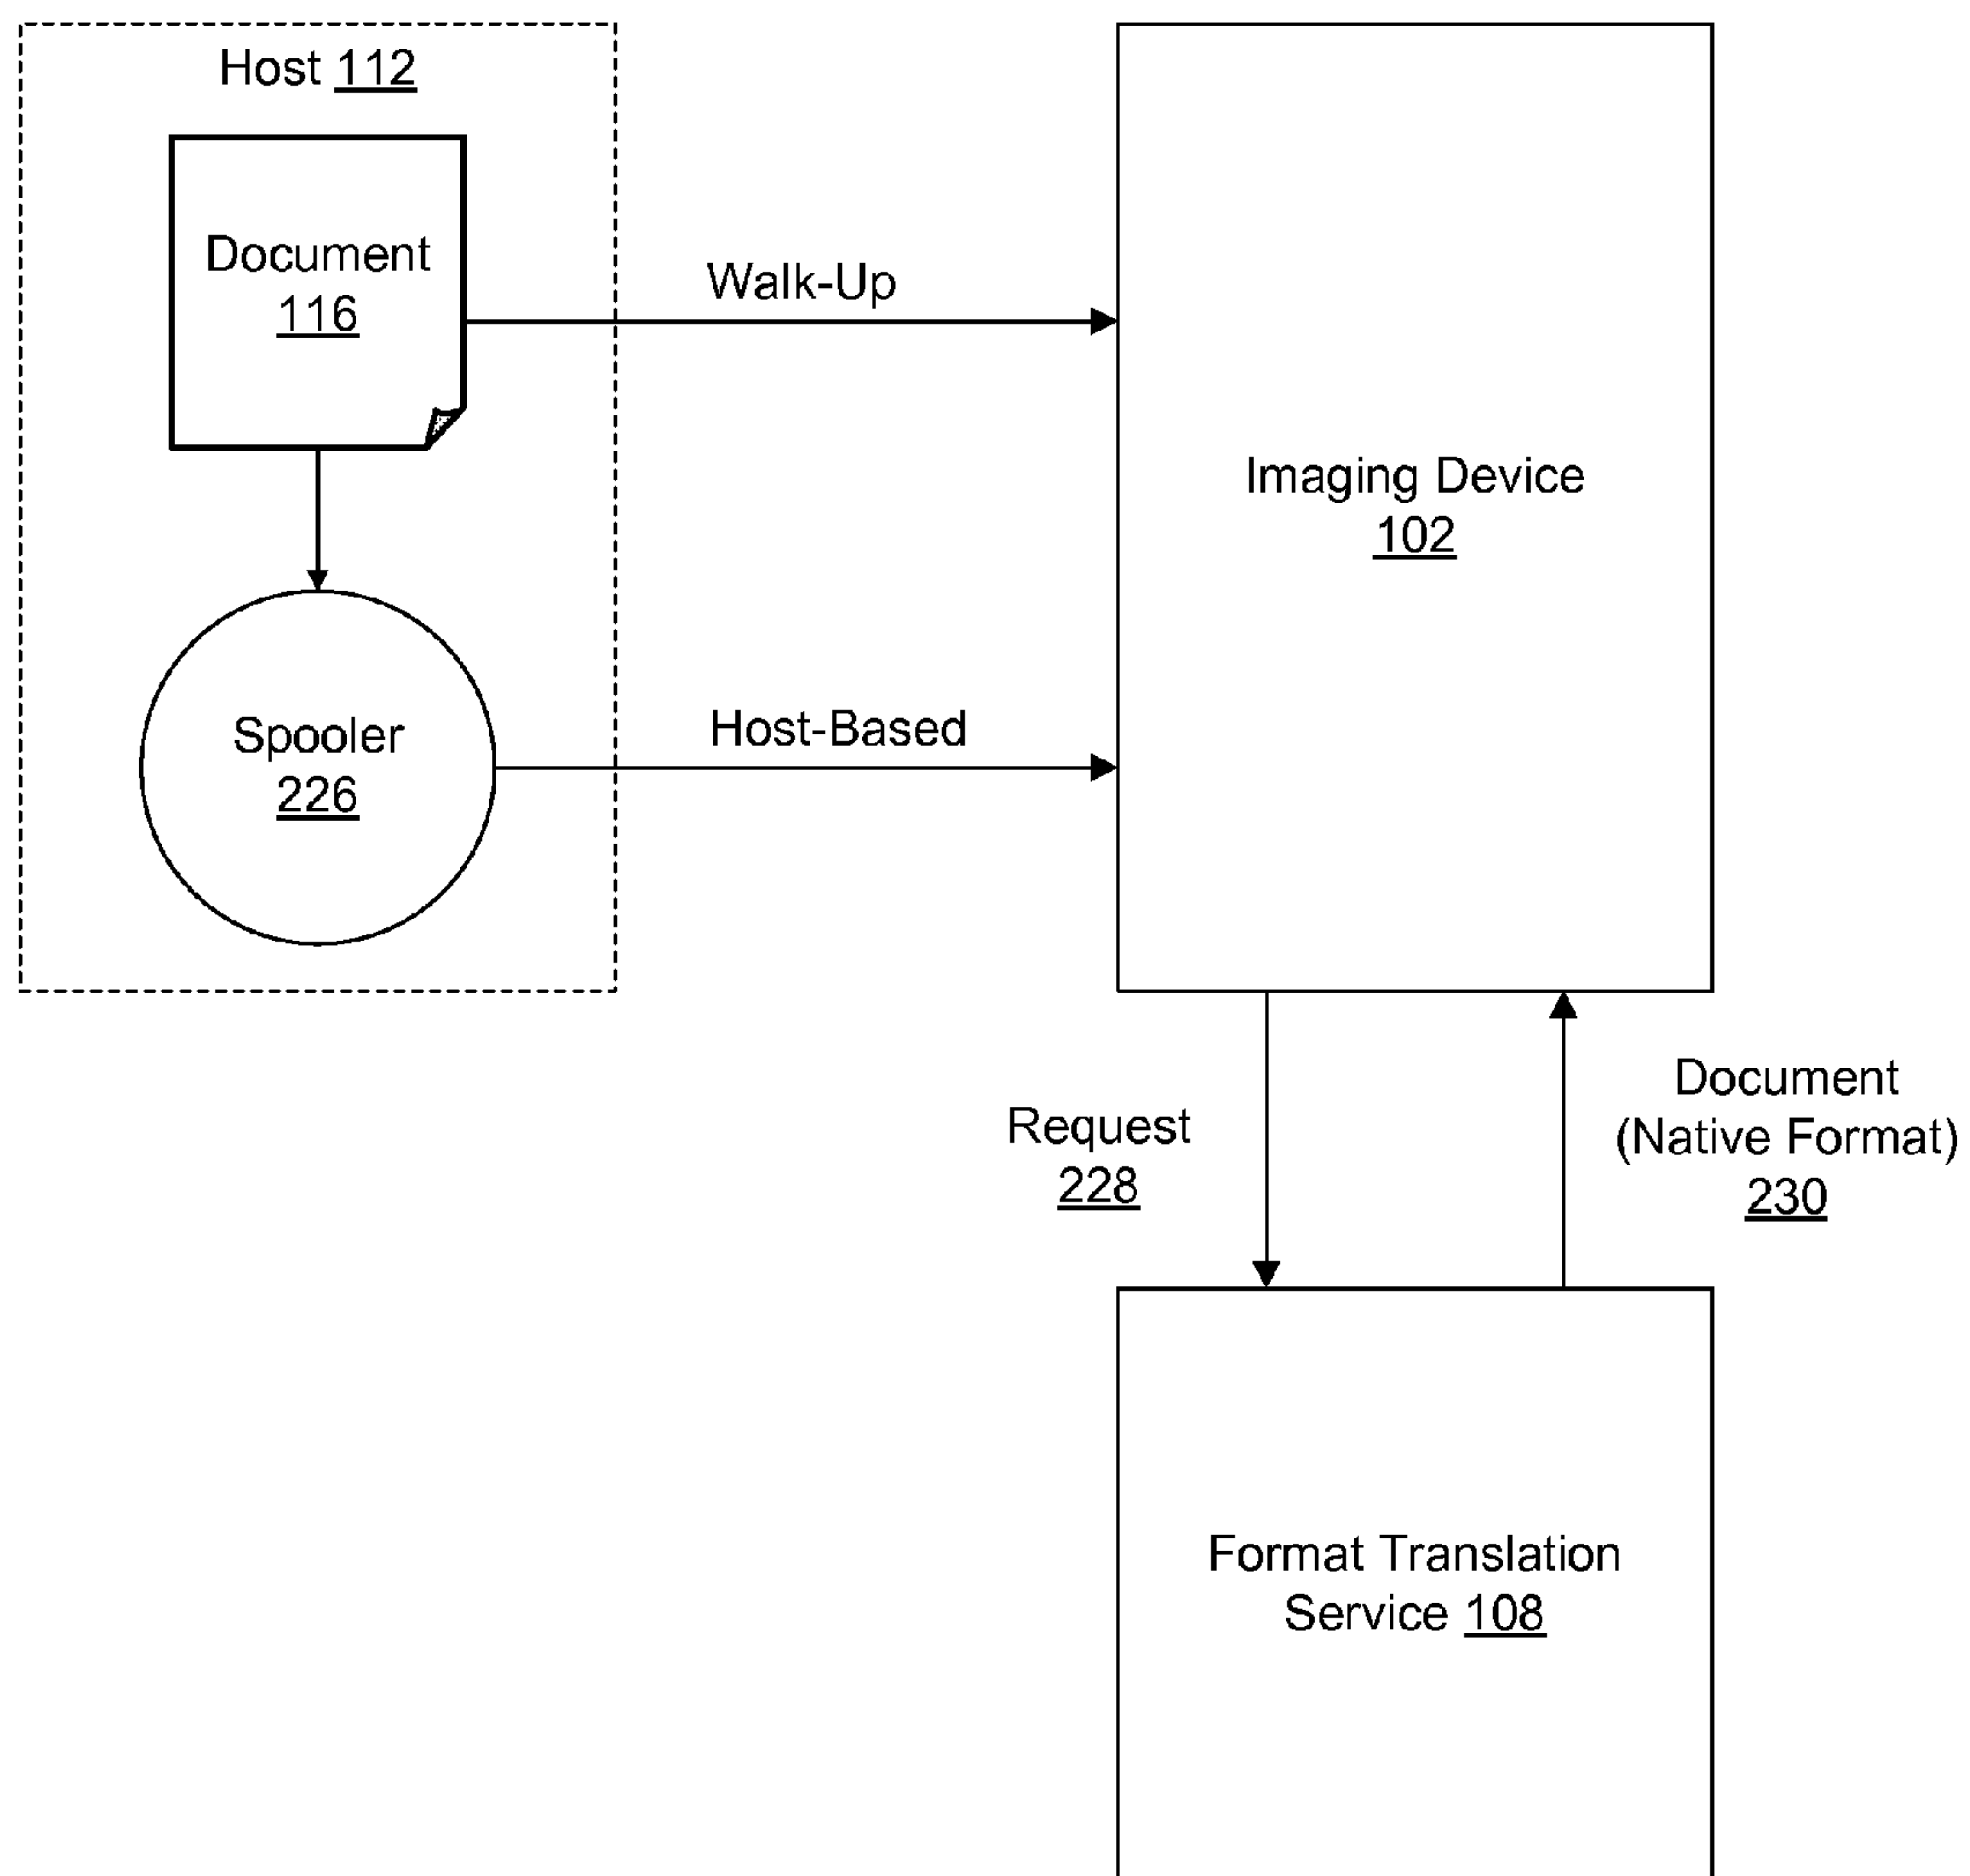 Host 112
Document
116
Walk-Up
Imaging Device
102
Spooler
226
Host-Based
Request
228
Document
(Native Format)
230
Format Translation
Service 108